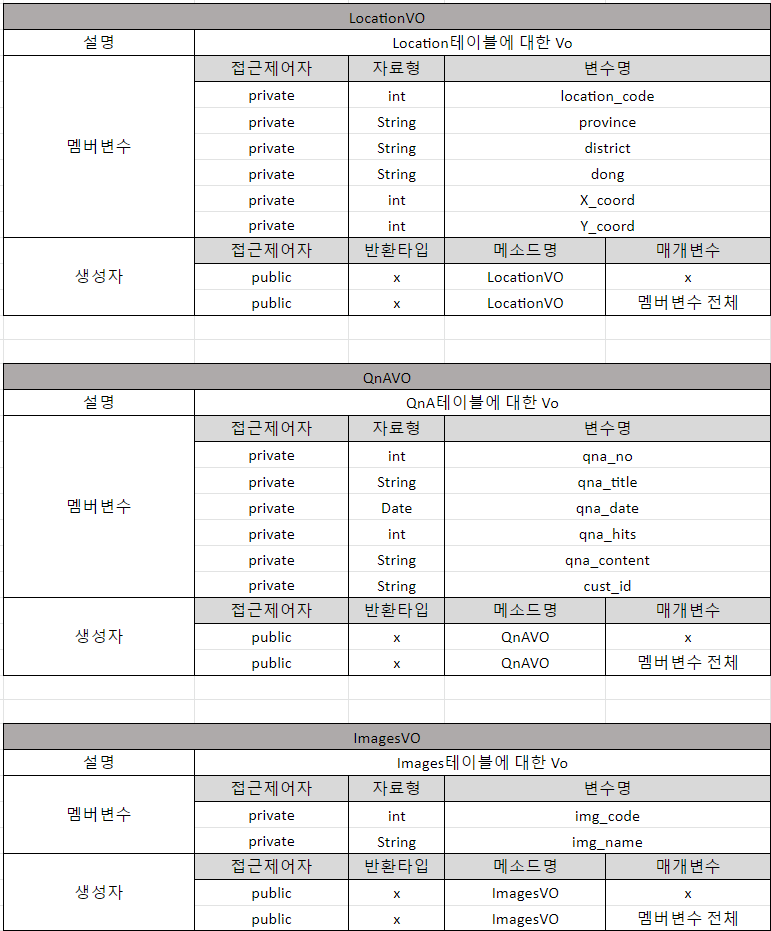 LocationVO
설명 Location테이블에 대한 Vo
접근제어자 자료형 변수명
private int location_code
private String province
멤버변수 private String district
private String dong
private int X_coord
private int Y_coord
접근제어자 반환타입 메소드명 매개변수
생성자 public x LocationVO x
public x LocationVO 멤버변수 전체
QnAVO
설명 QnA테이블에 대한 Vo
접근제어자 자료형 변수명
private int qna_no
private String qna_title
멤버변수 private Date qna_date
private int qna_hits
private String qna_content
private String cust_id
접근제어자 반환타입 메소드명 매개변수
생성자 public x QnAVO x
public x QnAVO 멤버변수 전체
ImagesVO
설명 Images테이블에 대한 Vo
접근제어자 자료형 변수명
멤버변수 private int img_code
private String img_name
접근제어자 반환타입 메소드명 매개변수
생성자 public x ImagesVO x
public x ImagesVO 멤버변수 전체